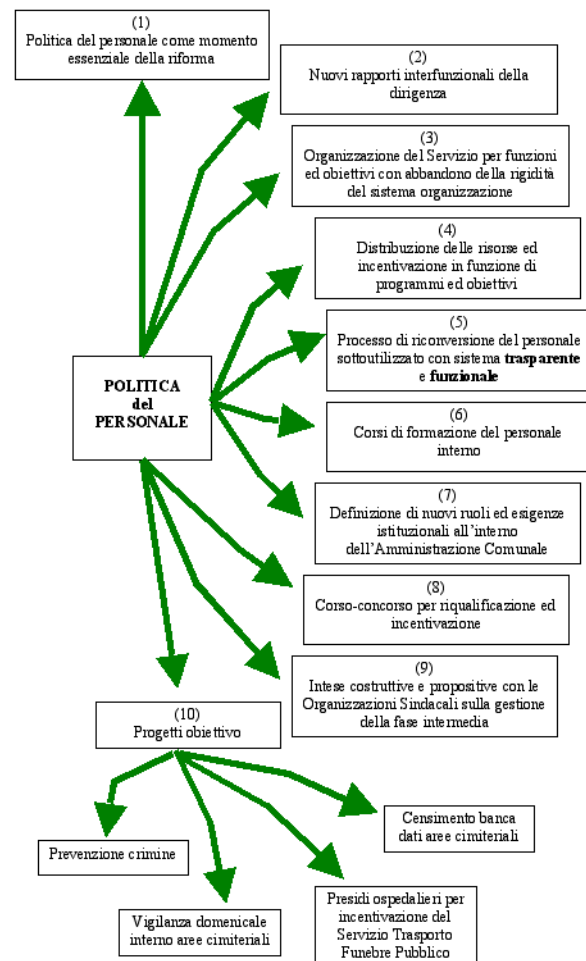 (1)
Politica del personale come momento
essenziale della riforma
(2)
Nuovi rapporti interfunzionali della
dirigenza
(3)
Organizzazione del Servizio per funzioni
ed obiettivi con abbandono della rigidità
del sistema organizzazione
(4)
Distribuzione delle risorse ed
incentivazione in funzione di
programmi ed obiettivi
(5)
Processo di riconversione del personale
sottoutilizzato con sistema trasparente
e funzionale
POLITICA
del
PERSONALE
(6)
Corsi di formazione del personale
interno
(7)
Definizione di nuovi ruoli ed esigenze
istituzionali all'interno
dell'Amministrazione Comunale
(8)
Corso-concorso per riqualificazione ed
incentivazione
(9)
Intese costruttive e propositive con le
Organizzazioni Sindacali sulla gestione
della fase intermedia
(10)
Progetti obiettivo
Censimento banca
dati aree cimiteriali
Prevenzione crimine
Vigilanza domenicale
interno aree cimiteriali
Presidi ospedalieri per
incentivazione del
Servizio Trasporto
Funebre Pubblico